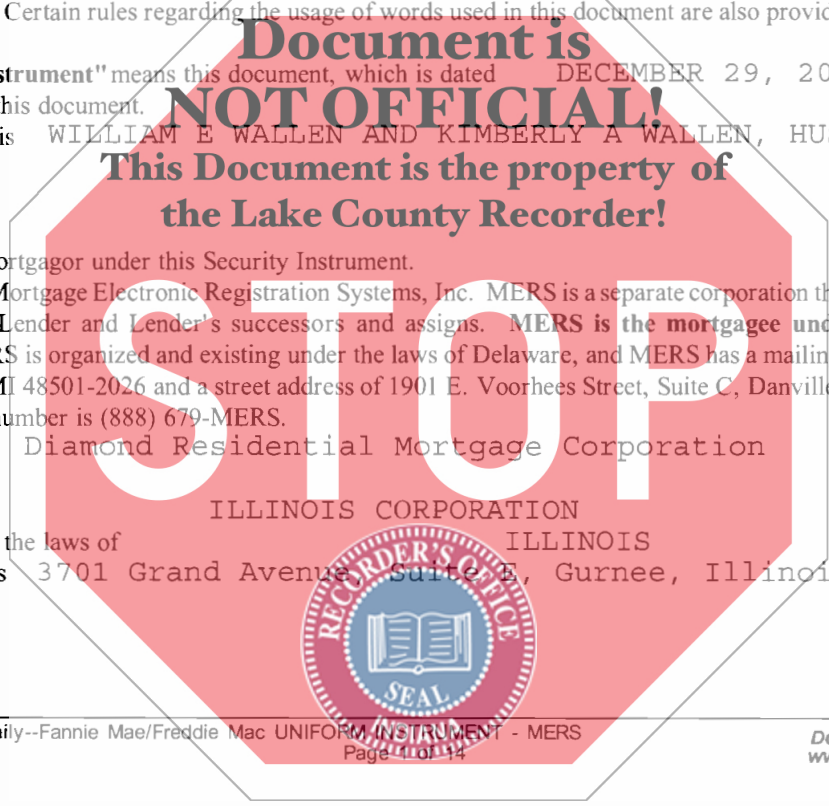 Certain rules regarding the usage of words used in this document are also provid
Document is
strument" means this document, which is dated DECEMBER 29, 20
his document.
NOT OFFICIAL!
is WILLIAM E WALLEN AND KIMBERLY A WALLEN, HUS
This Document is the property of
the Lake County Recorder!
ortgagor under this Security Instrument.
Mortgage Electronic Registration Systems, Inc. MERS is a separate corporation th
Lender and Lender's successors and assigns. MERS is the mortgagee und
RS is organized and existing under the laws of Delaware, and MERS has a mailin
MI 48501-2026 and a street address of 1901 E. Voorhees Street, Suite C, Danville
umber is (888) 679-MERS.
STOP
Diamond Residential Mortgage Corporation
ILLINOIS CORPORATION
the laws of ILLINOIS
s 3701 Grand Avenue, Suite E, Gurnee, Illinoi
RECORDER'S OFFICE
SEAL
INDIANA
ily--Fannie Mae/Freddie Mac UNIFORM INSTRUMENT - MERS
Page 1 of 14
Do
ww